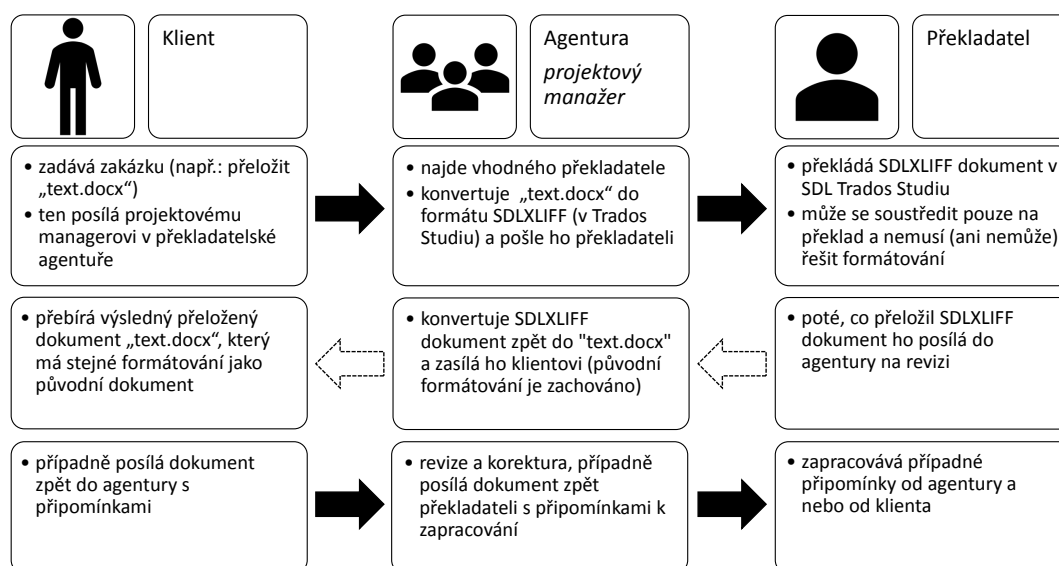 Klient
Agentura
projektový
manažer
Překladatel
• zadává zakázku (např.: přeložit
„text.docx“)
• ten posílá projektovému
managerovi v překladatelské
agentuře
• najde vhodného překladatele
• konvertuje „text.docx“ do
formátu SDLXLIFF (v Trados
Studiu) a pošle ho překladateli
• překládá SDLXLIFF dokument v
SDL Trados Studiu
• může se soustředit pouze na
překlad a nemusí (ani nemůže)
řešit formátování
• přebírá výsledný přeložený
dokument „text.docx“, který
má stejné formátování jako
původní dokument
• konvertuje SDLXLIFF
dokument zpět do "text.docx"
a zasílá ho klientovi (původní
formátování je zachováno)
• poté, co přeložil SDLXLIFF
dokument ho posílá do
agentury na revizi
• případně posílá dokument
zpět do agentury s
připomínkami
• revize a korektura, případně
posílá dokument zpět
překladateli s připomínkami k
zapracování
• zapracovává případné
připomínky od agentury a
nebo od klienta